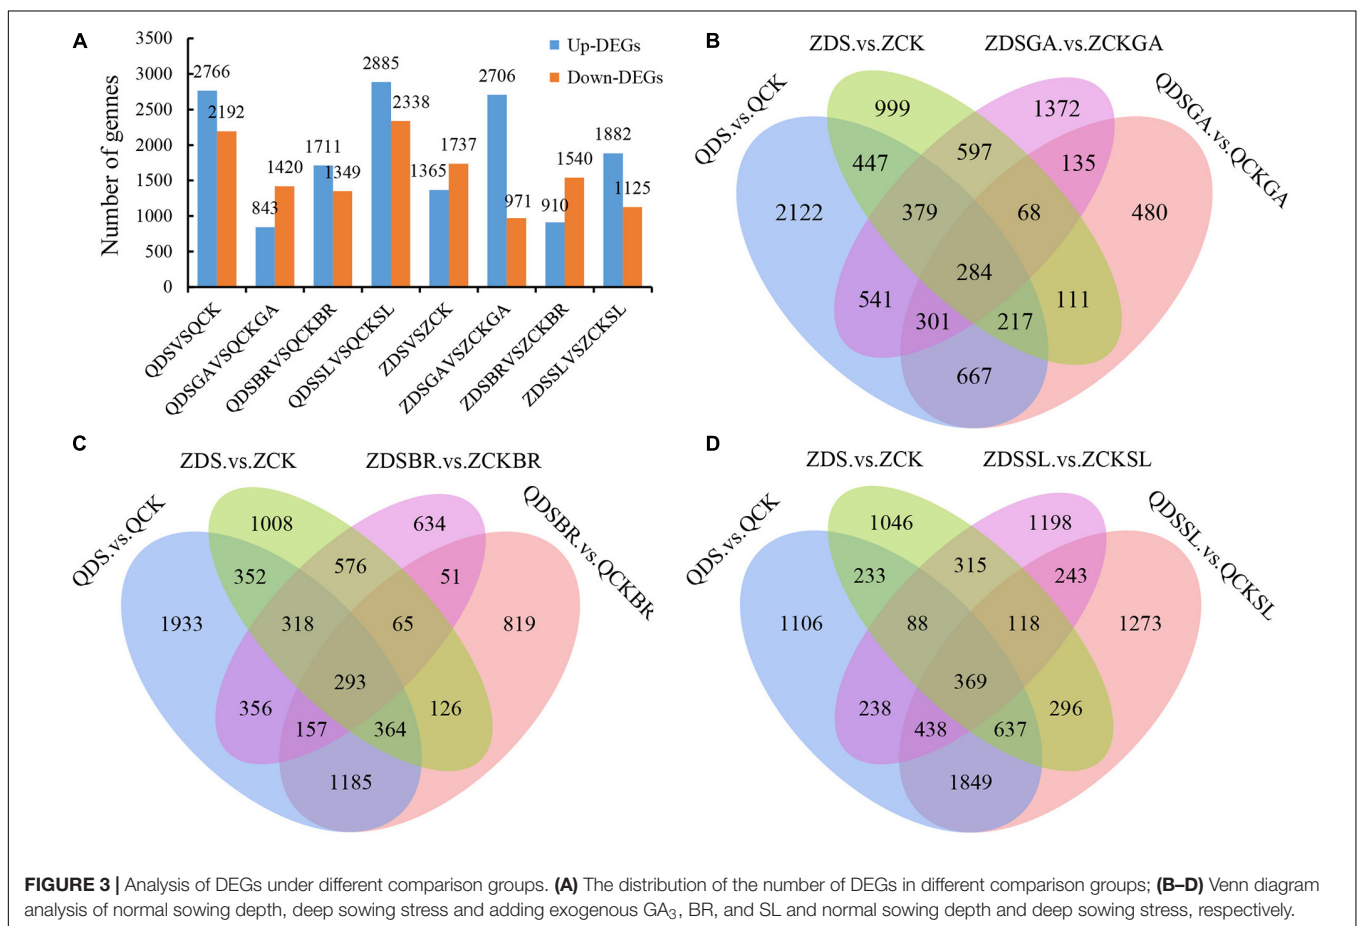 A
Number of gennes
3500
3000
2500
2000
1500
1000
500
0
Up-DEGs
Down-DEGs
2766
2192
843
1420
1711
1349
2885
2338
1365
1737
2706
971
910
1540
1882
1125
QDSVSQCK
QDSGAVSQCKGA
QDSBRVSQCKBR
QDSSLVSQCKSL
ZDSVSZCK
ZDSGAVSZCKGA
ZDSBRVSZCKBR
ZDSSLVSZCKSL
B
ZDS.vs.ZCK
ZDSGA.vs.ZCKGA
QDS.vs.QCK
QDSGA.vs.QCKGA
999
1372
447
597
135
2122
379
68
480
284
541
301
217
111
667
C
ZDS.vs.ZCK
ZDSBR.vs.ZCKBR
QDS.vs.QCK
QDSBR.vs.QCKBR
1008
634
352
576
51
1933
318
65
819
293
356
157
364
126
1185
D
ZDS.vs.ZCK
ZDSSL.vs.ZCKSL
QDS.vs.QCK
QDSSL.vs.QCKSL
1046
1198
233
315
243
1106
88
118
1273
369
238
438
637
296
1849
FIGURE 3 | Analysis of DEGs under different comparison groups. (A) The distribution of the number of DEGs in different comparison groups; (B–D) Venn diagram
analysis of normal sowing depth, deep sowing stress and adding exogenous GA₃, BR, and SL and normal sowing depth and deep sowing stress, respectively.